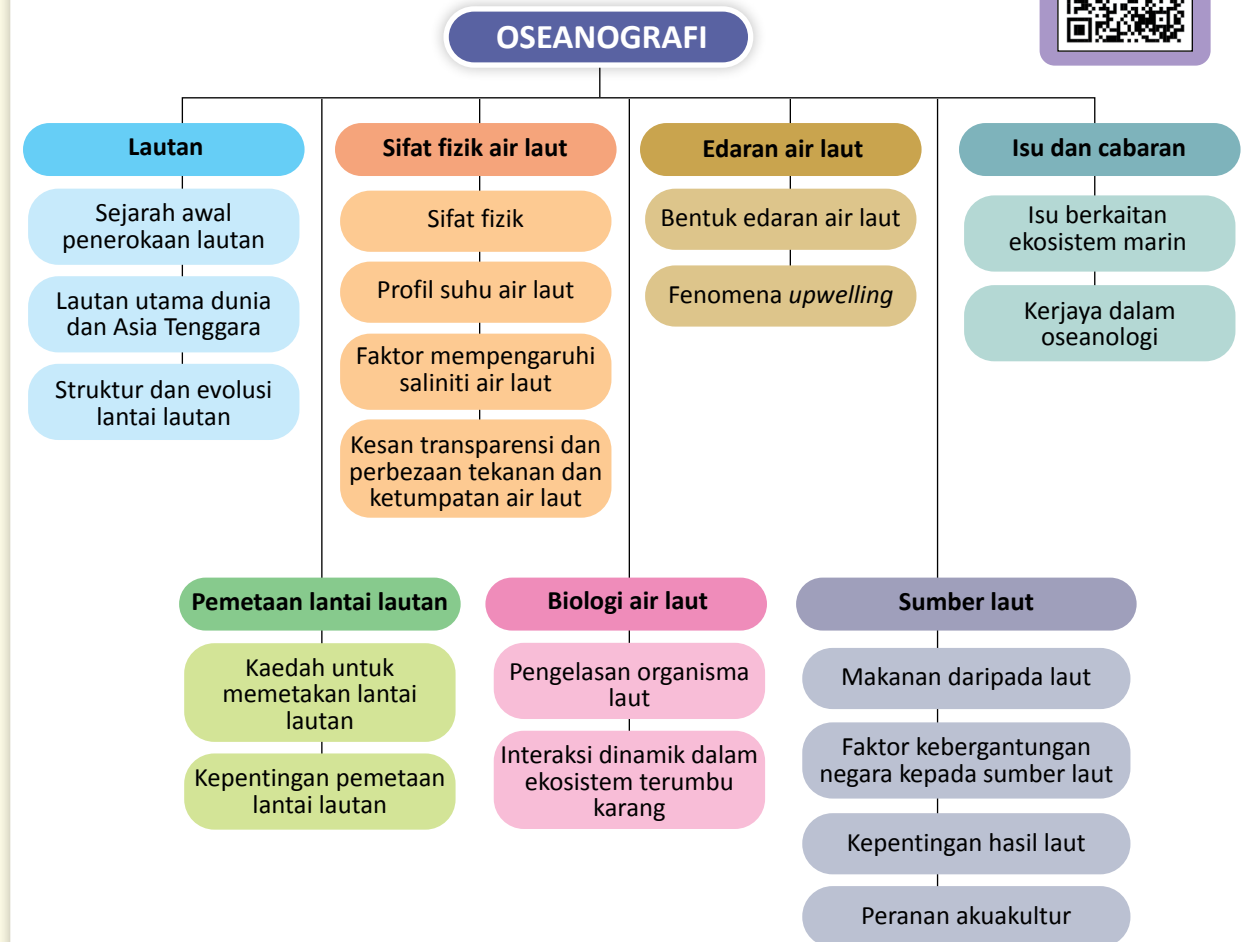 OSEANOGRAFI
Lautan
Sejarah awal
penerokaan lautan
Lautan utama dunia
dan Asia Tenggara
Struktur dan evolusi
lantai lautan
Sifat fizik air laut
Sifat fizik
Profil suhu air laut
Faktor mempengaruhi
saliniti air laut
Kesan transparensi dan
perbezaan tekanan dan
ketumpatan air laut
Edaran air laut
Bentuk edaran air laut
Fenomena upwelling
Isu dan cabaran
Isu berkaitan
ekosistem marin
Kerjaya dalam
oseanologi
Pemetaan lantai lautan
Kaedah untuk
memetakan lantai
lautan
Kepentingan pemetaan
lantai lautan
Biologi air laut
Pengelasan organisma
laut
Interaksi dinamik dalam
ekosistem terumbu
karang
Sumber laut
Makanan daripada laut
Faktor kebergantungan
negara kepada sumber laut
Kepentingan hasil laut
Peranan akuakultur